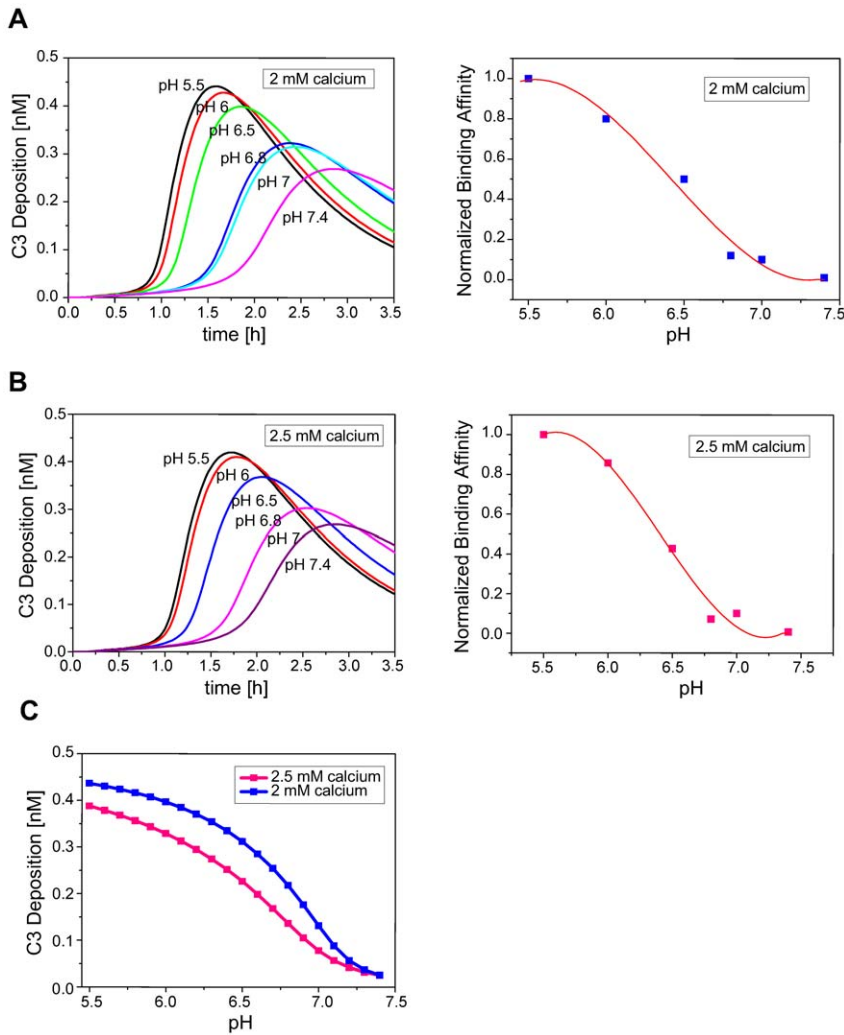 A
C3 Deposition [nM]
0.5
0.4
0.3
0.2
0.1
0.0
2 mM calcium
pH 5.5
pH 6
pH 6.5
pH 6.8
pH 7
pH 7.4
0.0 0.5 1.0 1.5 2.0 2.5 3.0 3.5
time [h]
Normalized Binding Affinity
1.0
0.8
0.6
0.4
0.2
0.0
2 mM calcium
5.5 6.0 6.5 7.0 7.5
pH
B
C3 Deposition [nM]
0.5
0.4
0.3
0.2
0.1
0.0
2.5 mM calcium
pH 5.5
pH 6
pH 6.5
pH 6.8
pH 7
pH 7.4
0.0 0.5 1.0 1.5 2.0 2.5 3.0 3.5
time [h]
Normalized Binding Affinity
1.0
0.8
0.6
0.4
0.2
0.0
2.5 mM calcium
5.5 6.0 6.5 7.0 7.5
pH
C
C3 Deposition [nM]
0.5
0.4
0.3
0.2
0.1
0.0
2.5 mM calcium
2 mM calcium
5.5 6.0 6.5 7.0 7.5
pH